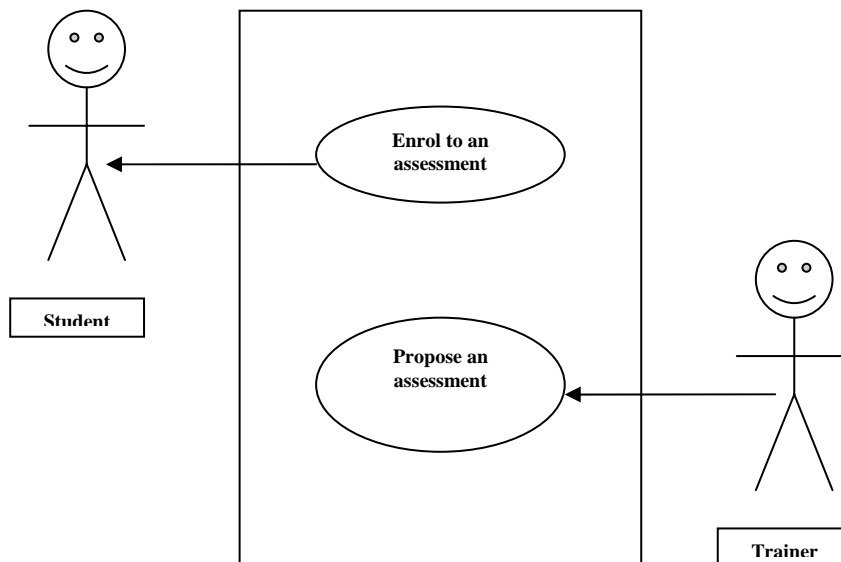 Enrol to an
assessment
Student
Propose an
assessment
Trainer